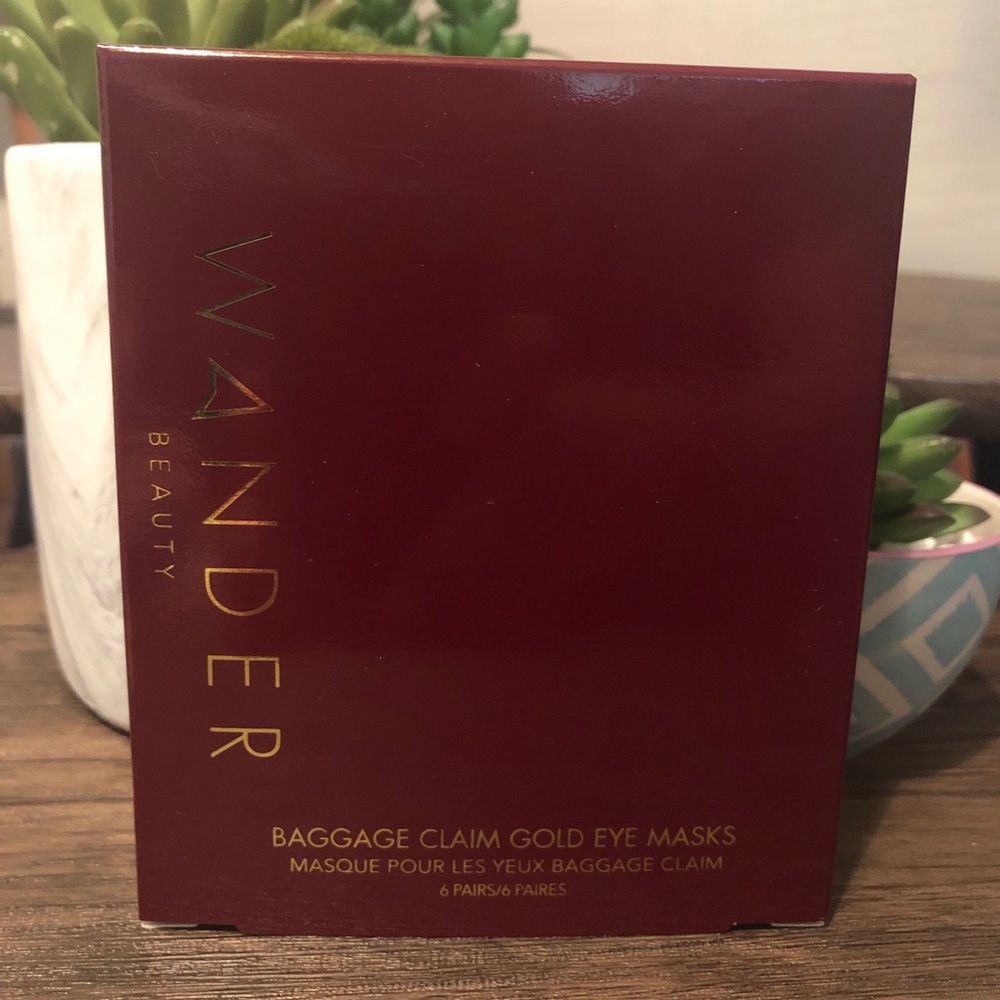 WANDER
BEAUTY
BAGGAGE CLAIM GOLD EYE MASKS
MASQUE POUR LES YEUX BAGGAGE CLAIM
6 PAIRS/6 PAIRES